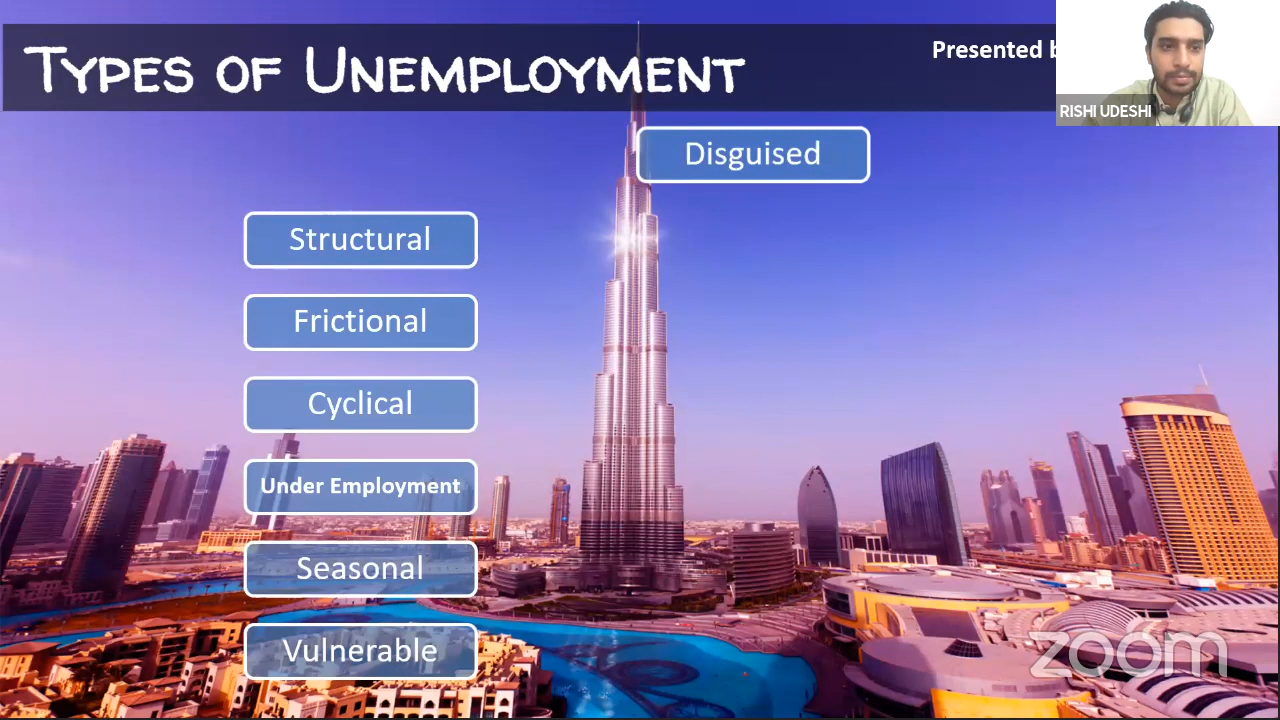 TYPES OF UNEMPLOYMENT
Presented
RISHI UDESHI
Disguised
Structural
Frictional
Cyclical
Under Employment
Seasonal
Vulnerable
zoom